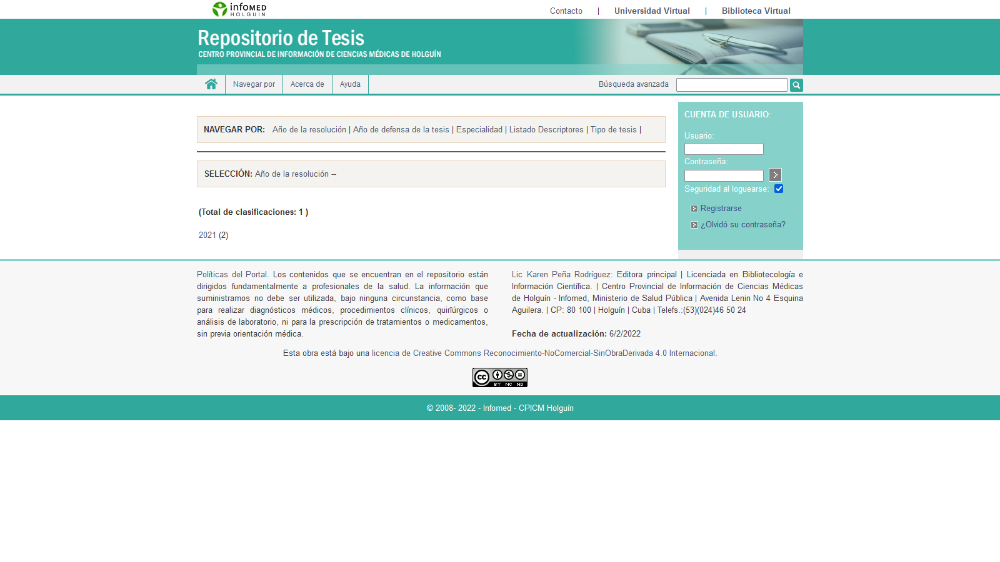 infomed
HOLGUIN
Contacto | Universidad Virtual | Biblioteca Virtual
Repositorio de Tesis
CENTRO PROVINCIAL DE INFORMACIÓN DE CIENCIAS MÉDICAS DE HOLGUÍN
Navegar por
Acerca de
Ayuda
Búsqueda avanzada
NAVEGAR POR: Año de la resolución | Año de defensa de la tesis | Especialidad | Listado Descriptores | Tipo de tesis |
SELECCIÓN: Año de la resolución --
(Total de clasificaciones: 1 )
2021 (2)
CUENTA DE USUARIO:
Usuario:
Contraseña:
Seguridad al loguearse:
Registrarse
¿Olvidó su contraseña?
Políticas del Portal. Los contenidos que se encuentran en el repositorio están
dirigidos fundamentalmente a profesionales de la salud. La información que
suministramos no debe ser utilizada, bajo ninguna circunstancia, como base
para realizar diagnósticos médicos, procedimientos clínicos, quirïúrgicos o
análisis de laboratorio, ni para la prescripción de tratamientos o medicamentos,
sin previa orientación médica.
Lic Karen Peña Rodríguez: Editora principal | Licenciada en Bibliotecología e
Información Científica. | Centro Provincial de Información de Ciencias Médicas
de Holguín - Infomed, Ministerio de Salud Pública | Avenida Lenin No 4 Esquina
Aguilera. | CP: 80 100 | Holguín | Cuba | Telefs.:(53)(024)46 50 24
Fecha de actualización: 6/2/2022
Esta obra está bajo una licencia de Creative Commons Reconocimiento-NoComercial-SinObraDerivada 4.0 Internacional.
cc
BY NC ND
© 2008- 2022 - Infomed - CPICM Holguín